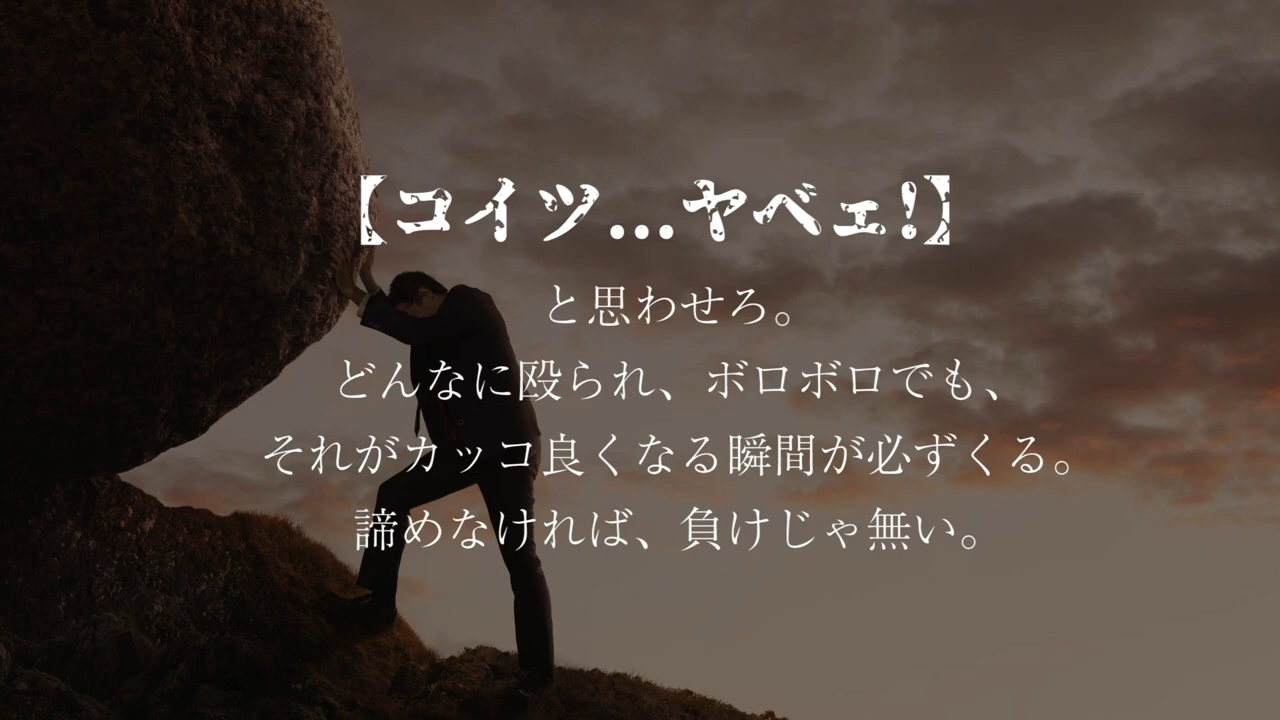 【コイツ...ヤベェ!】
と思わせろ。
どんなに殴られ、ボロボロでも、
それがカッコ良くなる瞬間が必ずくる。
諦めなければ、負けじゃ無い。